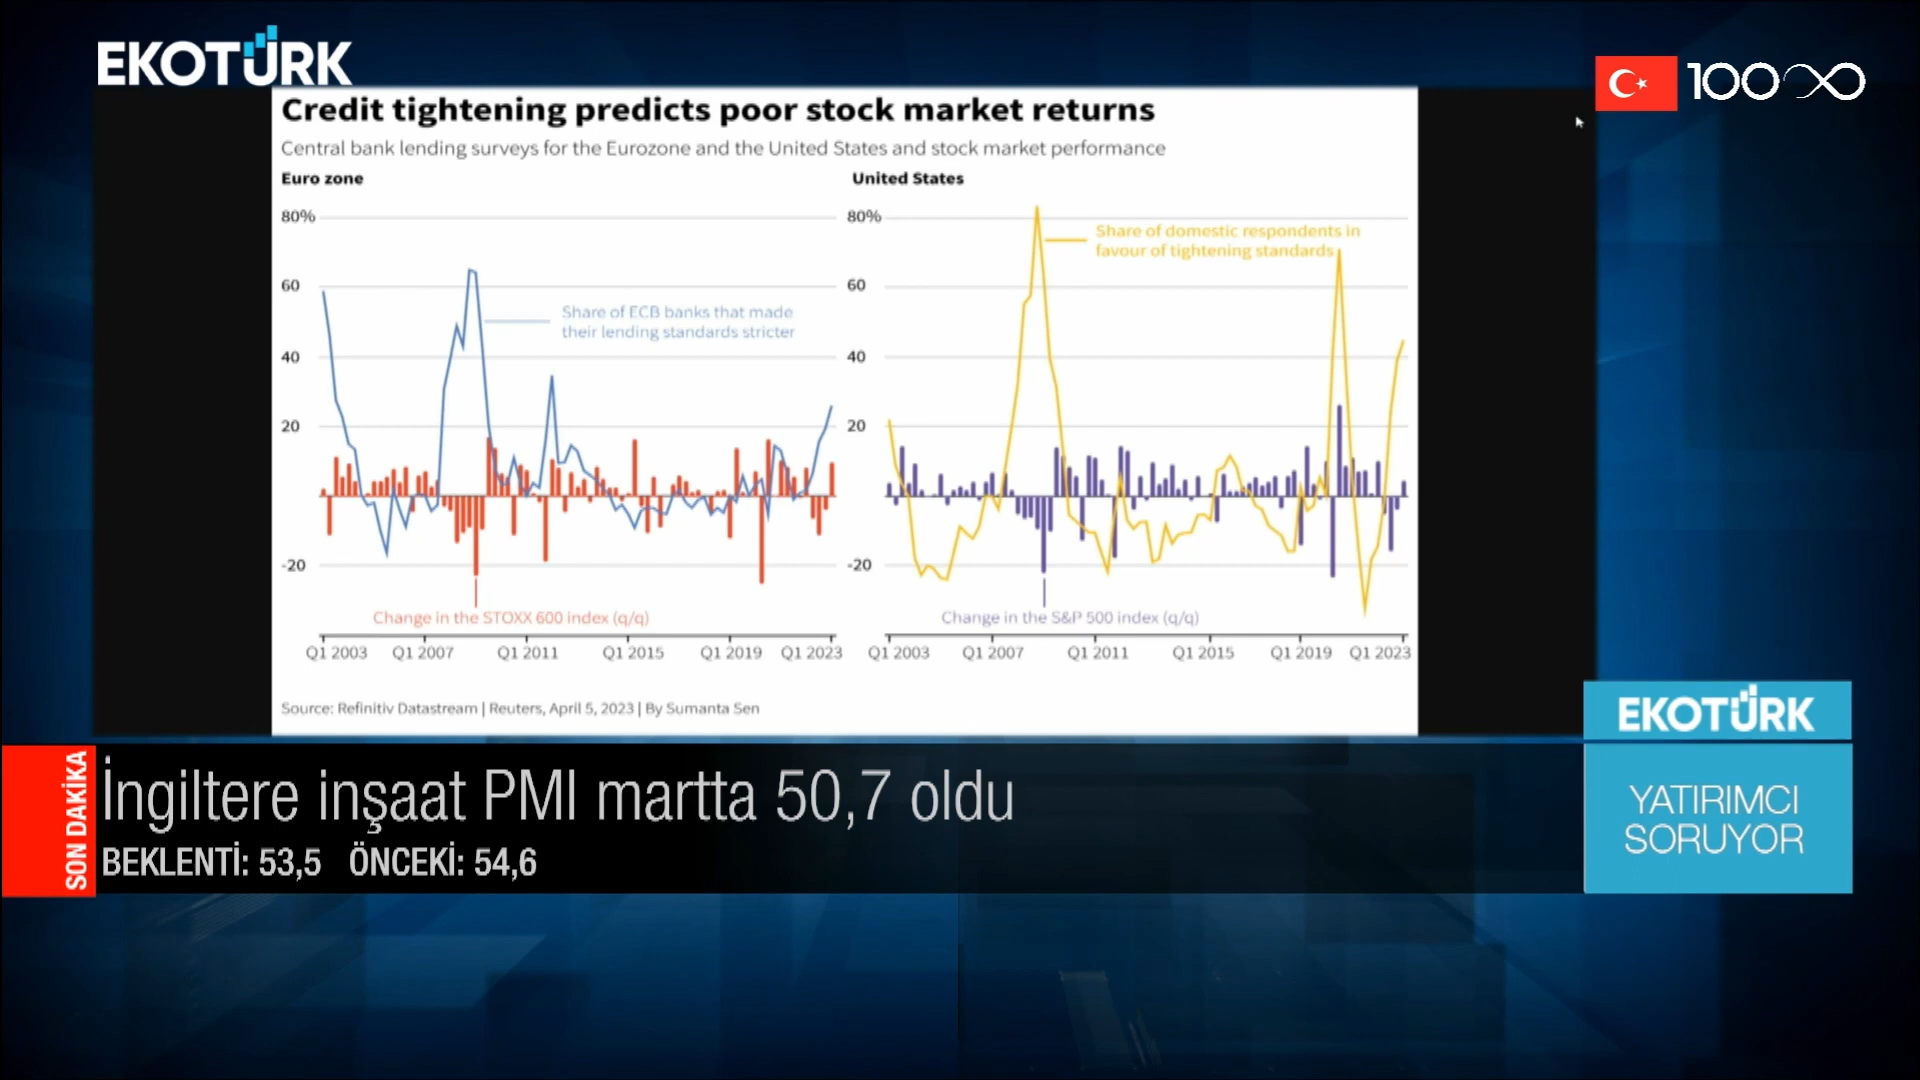 EKOTÜRK
100
Credit tightening predicts poor stock market returns
Central bank lending surveys for the Eurozone and the United States and stock market performance
Euro zone
80%
60
40
20
-20
Share of ECB banks that made
their lending standards stricter
Change in the STOXX 600 index (q/q)
Q1 2003 Q1 2007 Q1 2011 Q1 2015 Q1 2019 Q1 2023
United States
80%
60
40
20
-20
Share of domestic respondents in
favour of tightening standards
Change in the S&P 500 index (q/q)
Q1 2003 Q1 2007 Q1 2011 Q1 2015 Q1 2019 Q1 2023
Source: Refinitiv Datastream | Reuters, April 5, 2023 | By Sumanta Sen
EKOTÜRK
YATIRIMCI
SORUYOR
SON DAKİKA
İngiltere inşaat PMI martta 50,7 oldu
BEKLENTİ: 53,5 ÖNCEKİ: 54,6